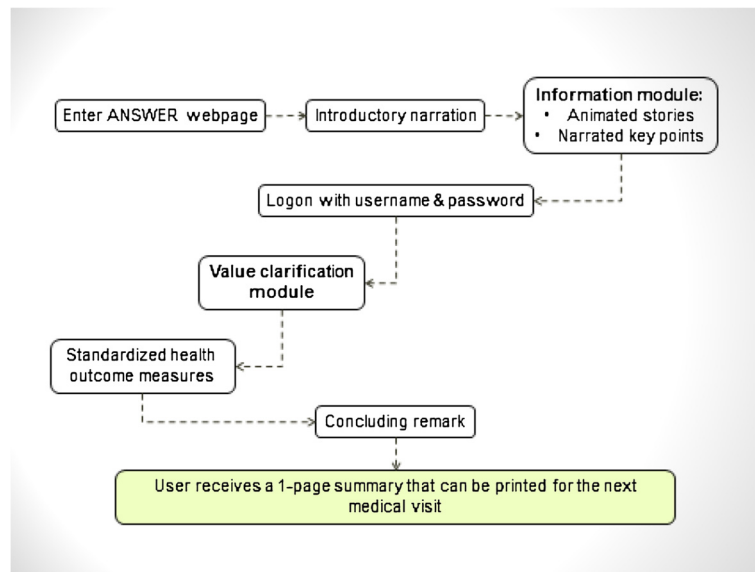 Enter ANSWER webpage
Introductory narration
Information module:
• Animated stories
• Narrated key points
Logon with username & password
Value clarification
module
Standardized health
outcome measures
Concluding remark
User receives a 1-page summary that can be printed for the next
medical visit